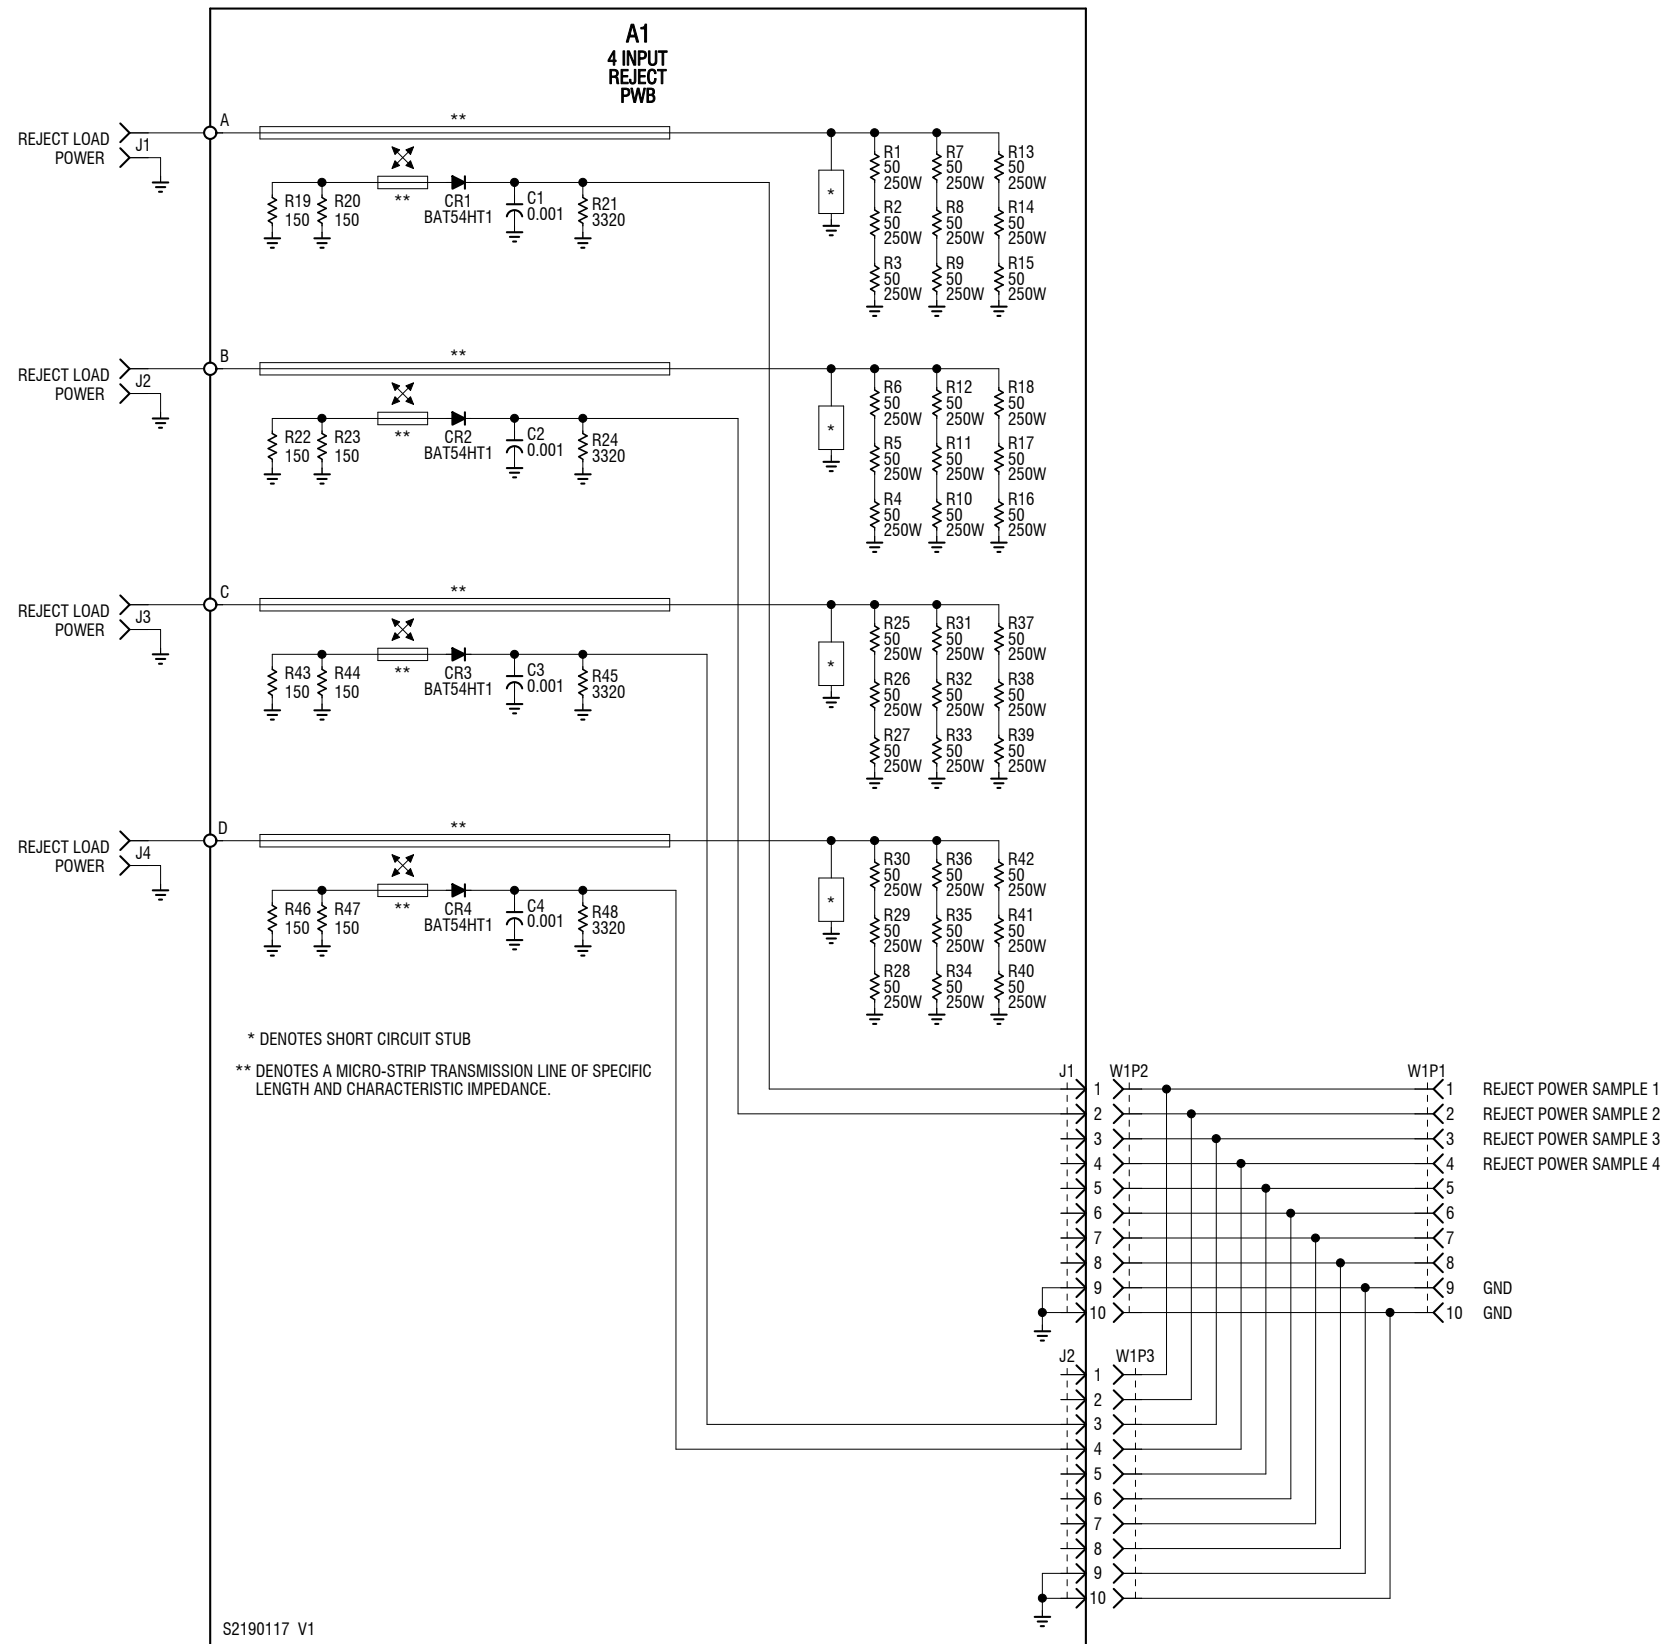 A1
4 INPUT
REJECT
PWB
A
**
REJECT LOAD
POWER
J1
R19
150
R20
150
**
CR1
BAT54HT1
C1
0.001
R21
3320
*
R1
50
250W
R7
50
250W
R13
50
250W
R2
50
250W
R8
50
250W
R14
50
250W
R3
50
250W
R9
50
250W
R15
50
250W
B
**
REJECT LOAD
POWER
J2
R22
150
R23
150
**
CR2
BAT54HT1
C2
0.001
R24
3320
*
R6
50
250W
R12
50
250W
R18
50
250W
R5
50
250W
R11
50
250W
R17
50
250W
R4
50
250W
R10
50
250W
R16
50
250W
C
**
REJECT LOAD
POWER
J3
R43
150
R44
150
**
CR3
BAT54HT1
C3
0.001
R45
3320
*
R25
50
250W
R31
50
250W
R37
50
250W
R26
50
250W
R32
50
250W
R38
50
250W
R27
50
250W
R33
50
250W
R39
50
250W
D
**
REJECT LOAD
POWER
J4
R46
150
R47
150
**
CR4
BAT54HT1
C4
0.001
R48
3320
*
R30
50
250W
R36
50
250W
R42
50
250W
R29
50
250W
R35
50
250W
R41
50
250W
R28
50
250W
R34
50
250W
R40
50
250W
* DENOTES SHORT CIRCUIT STUB
** DENOTES A MICRO-STRIP TRANSMISSION LINE OF SPECIFIC
LENGTH AND CHARACTERISTIC IMPEDANCE.
J1 W1P2 W1P1
1 1 REJECT POWER SAMPLE 1
2 2 REJECT POWER SAMPLE 2
3 3 REJECT POWER SAMPLE 3
4 4 REJECT POWER SAMPLE 4
5 5
6 6
7 7
8 8
9 9 GND
10 10 GND
J2 W1P3
1
2
3
4
5
6
7
8
9
10
S2190117 V1